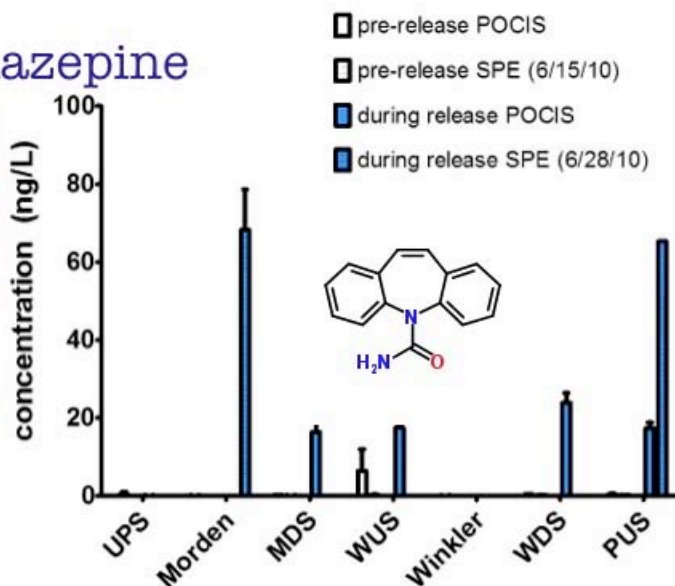 azepine
pre-release POCIS
pre-release SPE (6/15/10)
during release POCIS
during release SPE (6/28/10)
concentration (ng/L)
100
80
60
40
20
0
N
H2N
O
UPS
Morden
MDS
WUS
Winkler
WDS
PUS